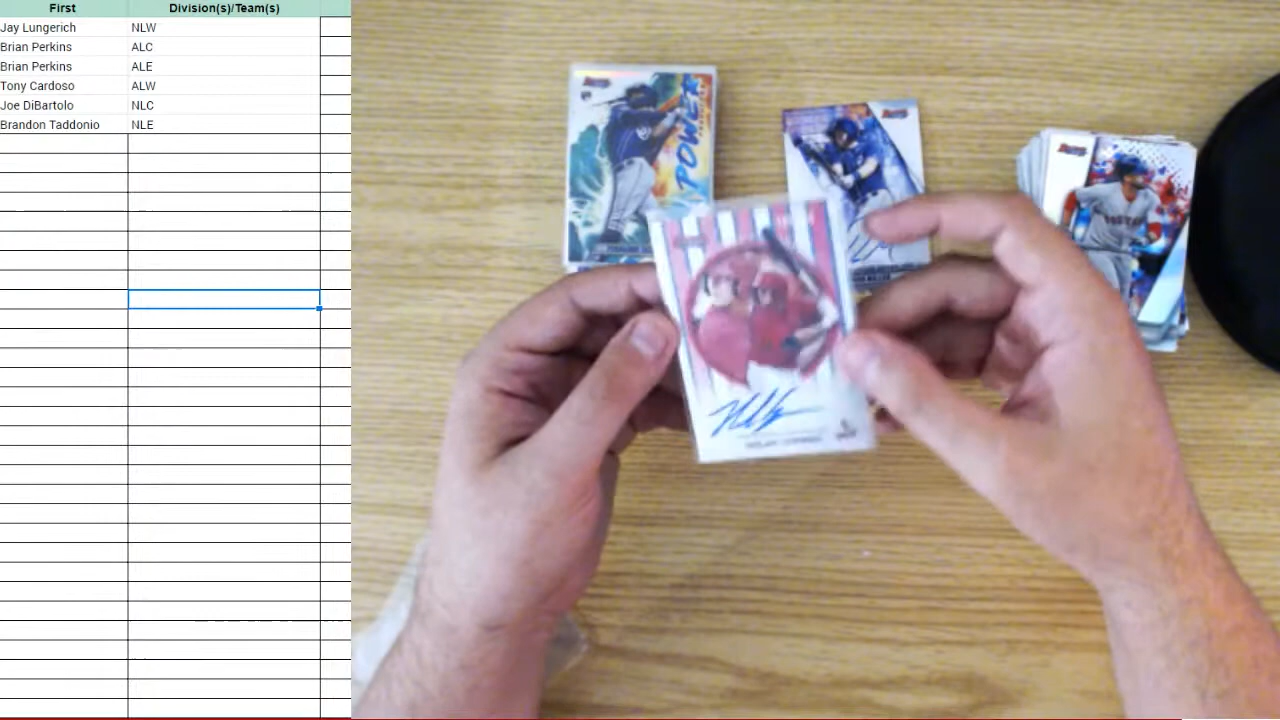 First Division(s)/Team(s)
Jay Lungerich NLW
Brian Perkins ALC
Brian Perkins ALE
Tony Cardoso ALW
Joe DiBartolo NLC
Brandon Taddonio NLE
POWER
BOSTON